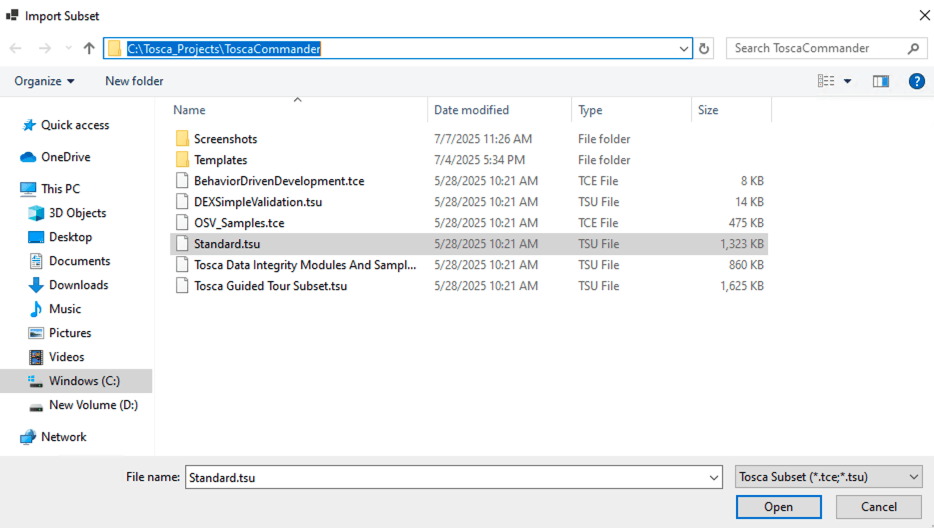 Import Subset
C:\Tosca_Projects\ToscaCommander
Search ToscaCommander
Organize
New folder
?
Name Date modified Type Size
Quick access
OneDrive
This PC
3D Objects
Desktop
Documents
Downloads
Music
Pictures
Videos
Windows (C:)
New Volume (D:)
Network
Screenshots 7/7/2025 11:26 AM File folder
Templates 7/4/2025 5:34 PM File folder
BehaviorDrivenDevelopment.tce 5/28/2025 10:21 AM TCE File 8 KB
DEXSimpleValidation.tsu 5/28/2025 10:21 AM TSU File 14 KB
OSV_Samples.tce 5/28/2025 10:21 AM TCE File 475 KB
Standard.tsu 5/28/2025 10:21 AM TSU File 1,323 KB
Tosca Data Integrity Modules And Sampl... 5/28/2025 10:21 AM TSU File 860 KB
Tosca Guided Tour Subset.tsu 5/28/2025 10:21 AM TSU File 1,625 KB
File name: Standard.tsu Tosca Subset (*.tce;*.tsu)
Open Cancel